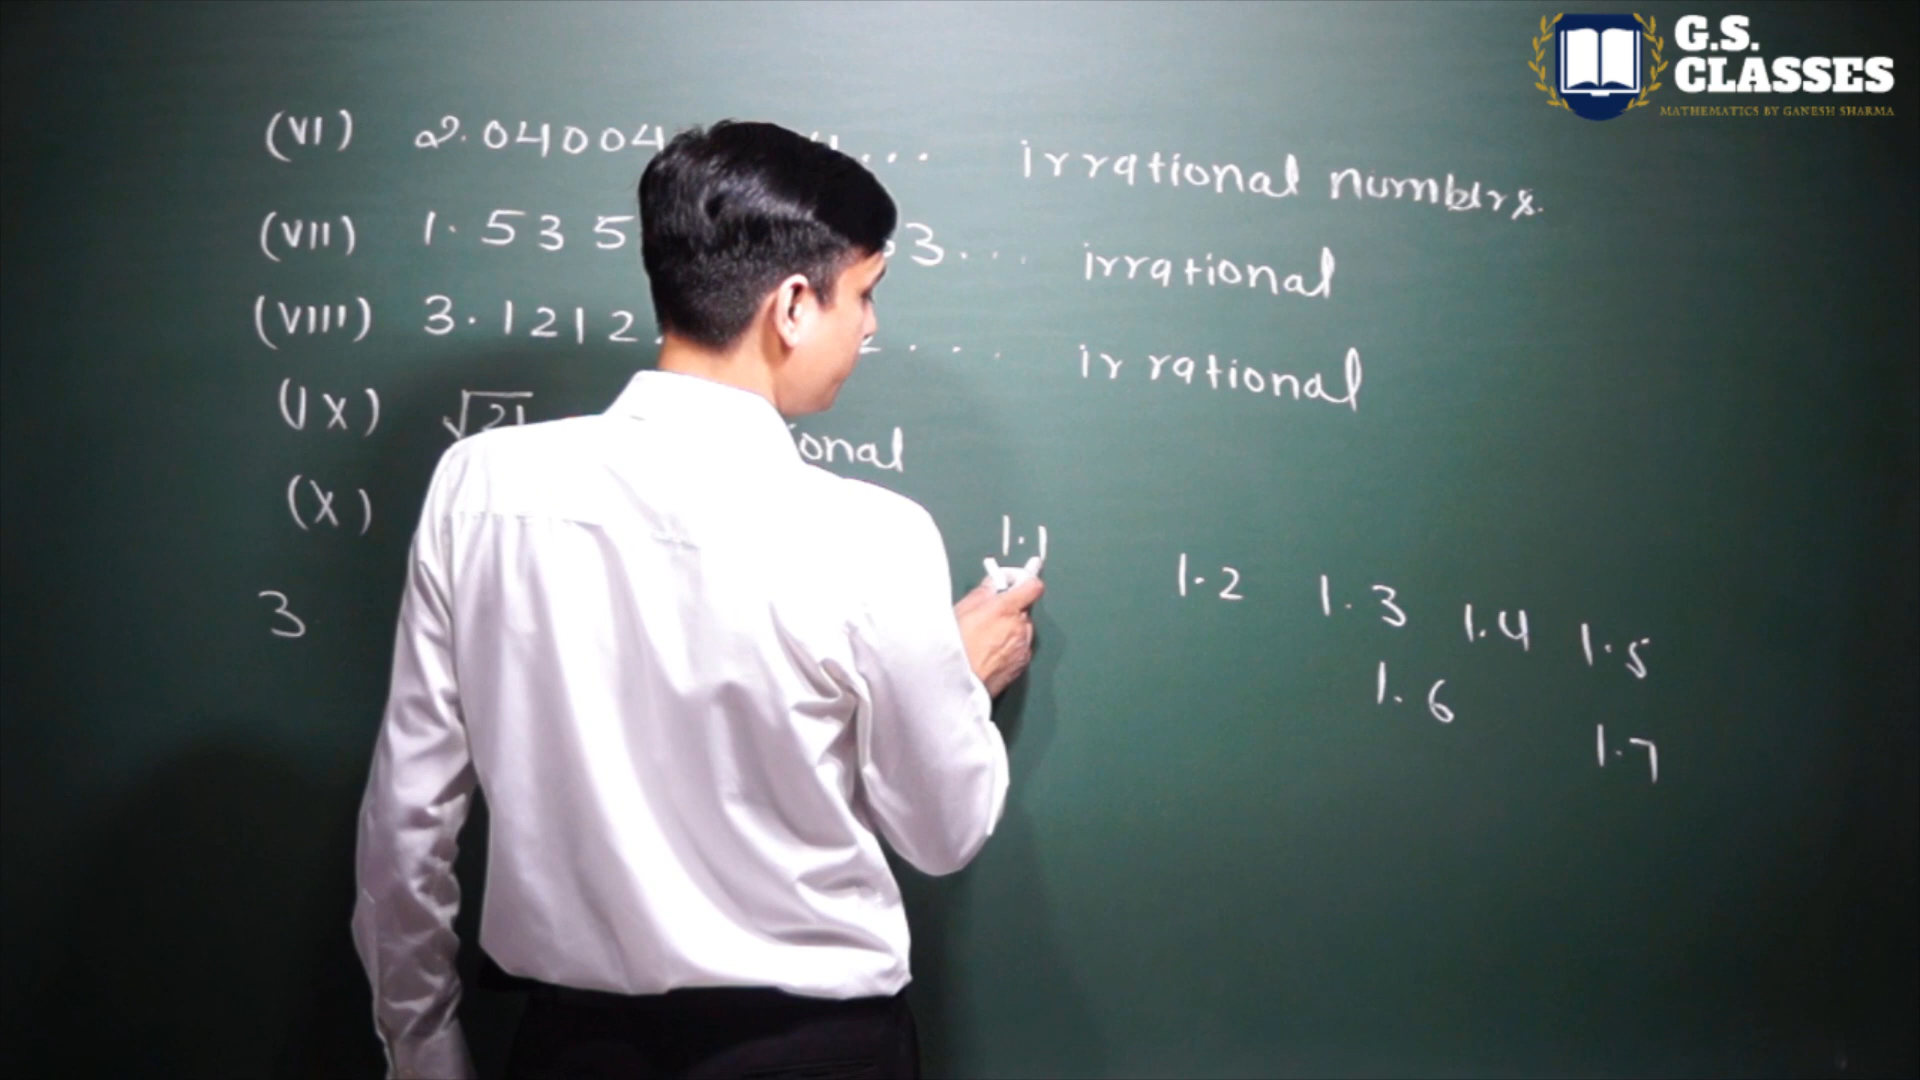 G.S.
CLASSES
MATHEMATICS BY GANESH SHARMA
(VI) 2.04004 4... irrational numbers.
(VII) 1.535 3... irrational
(VIII) 3.1212 ... irrational
(IX) √21 onal
(X)
1.1 1.2 1.3 1.4 1.5
3 1.6
1.7